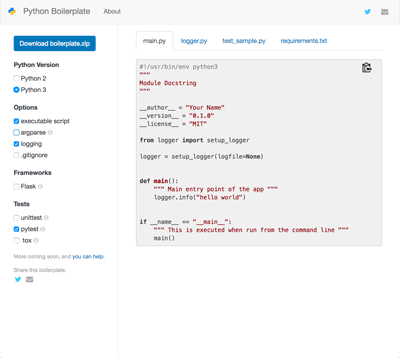 Python Boilerplate
About
Download boilerplate.zip
Python Version
Python 2
Python 3
Options
executable script
argparse
logging
.gitignore
Frameworks
Flask
Tests
unittest
pytest
tox
More coming soon, and you can help.
Share this boilerplate:
main.py
logger.py
test_sample.py
requirements.txt
#!/usr/bin/env python3
"""
Module Docstring
"""
__author__ = "Your Name"
__version__ = "0.1.0"
__license__ = "MIT"
from logger import setup_logger
logger = setup_logger(logfile=None)
def main():
""" Main entry point of the app """
logger.info("hello world")
if __name__ == "__main__":
""" This is executed when run from the command line """
main()